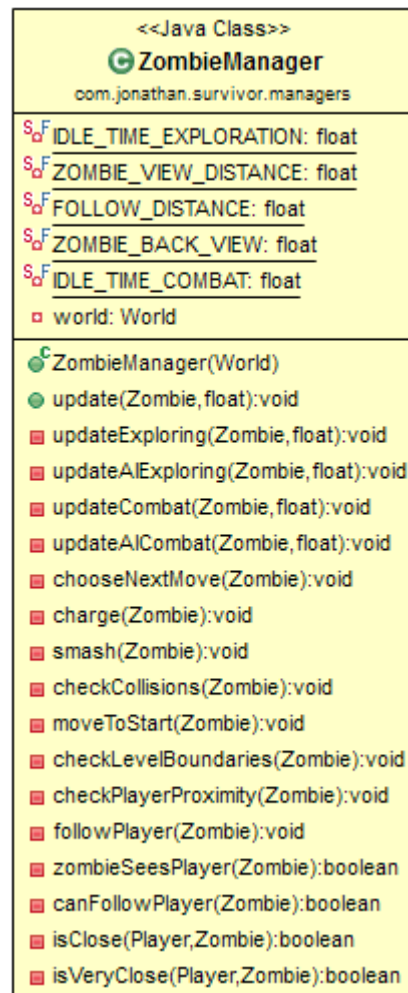 <<Java Class>>
C ZombieManager
com.jonathan.survivor.managers
S F IDLE_TIME_EXPLORATION: float
S F ZOMBIE_VIEW_DISTANCE: float
S F FOLLOW_DISTANCE: float
S F ZOMBIE_BACK_VIEW: float
S F IDLE_TIME_COMBAT: float
world: World
C ZombieManager(World)
update(Zombie,float):void
updateExploring(Zombie,float):void
updateAIExploring(Zombie,float):void
updateCombat(Zombie,float):void
updateAICombat(Zombie,float):void
chooseNextMove(Zombie):void
charge(Zombie):void
smash(Zombie):void
checkCollisions(Zombie):void
moveToStart(Zombie):void
checkLevelBoundaries(Zombie):void
checkPlayerProximity(Zombie):void
followPlayer(Zombie):void
zombieSeesPlayer(Zombie):boolean
canFollowPlayer(Zombie):boolean
isClose(Player,Zombie):boolean
isVeryClose(Player,Zombie):boolean